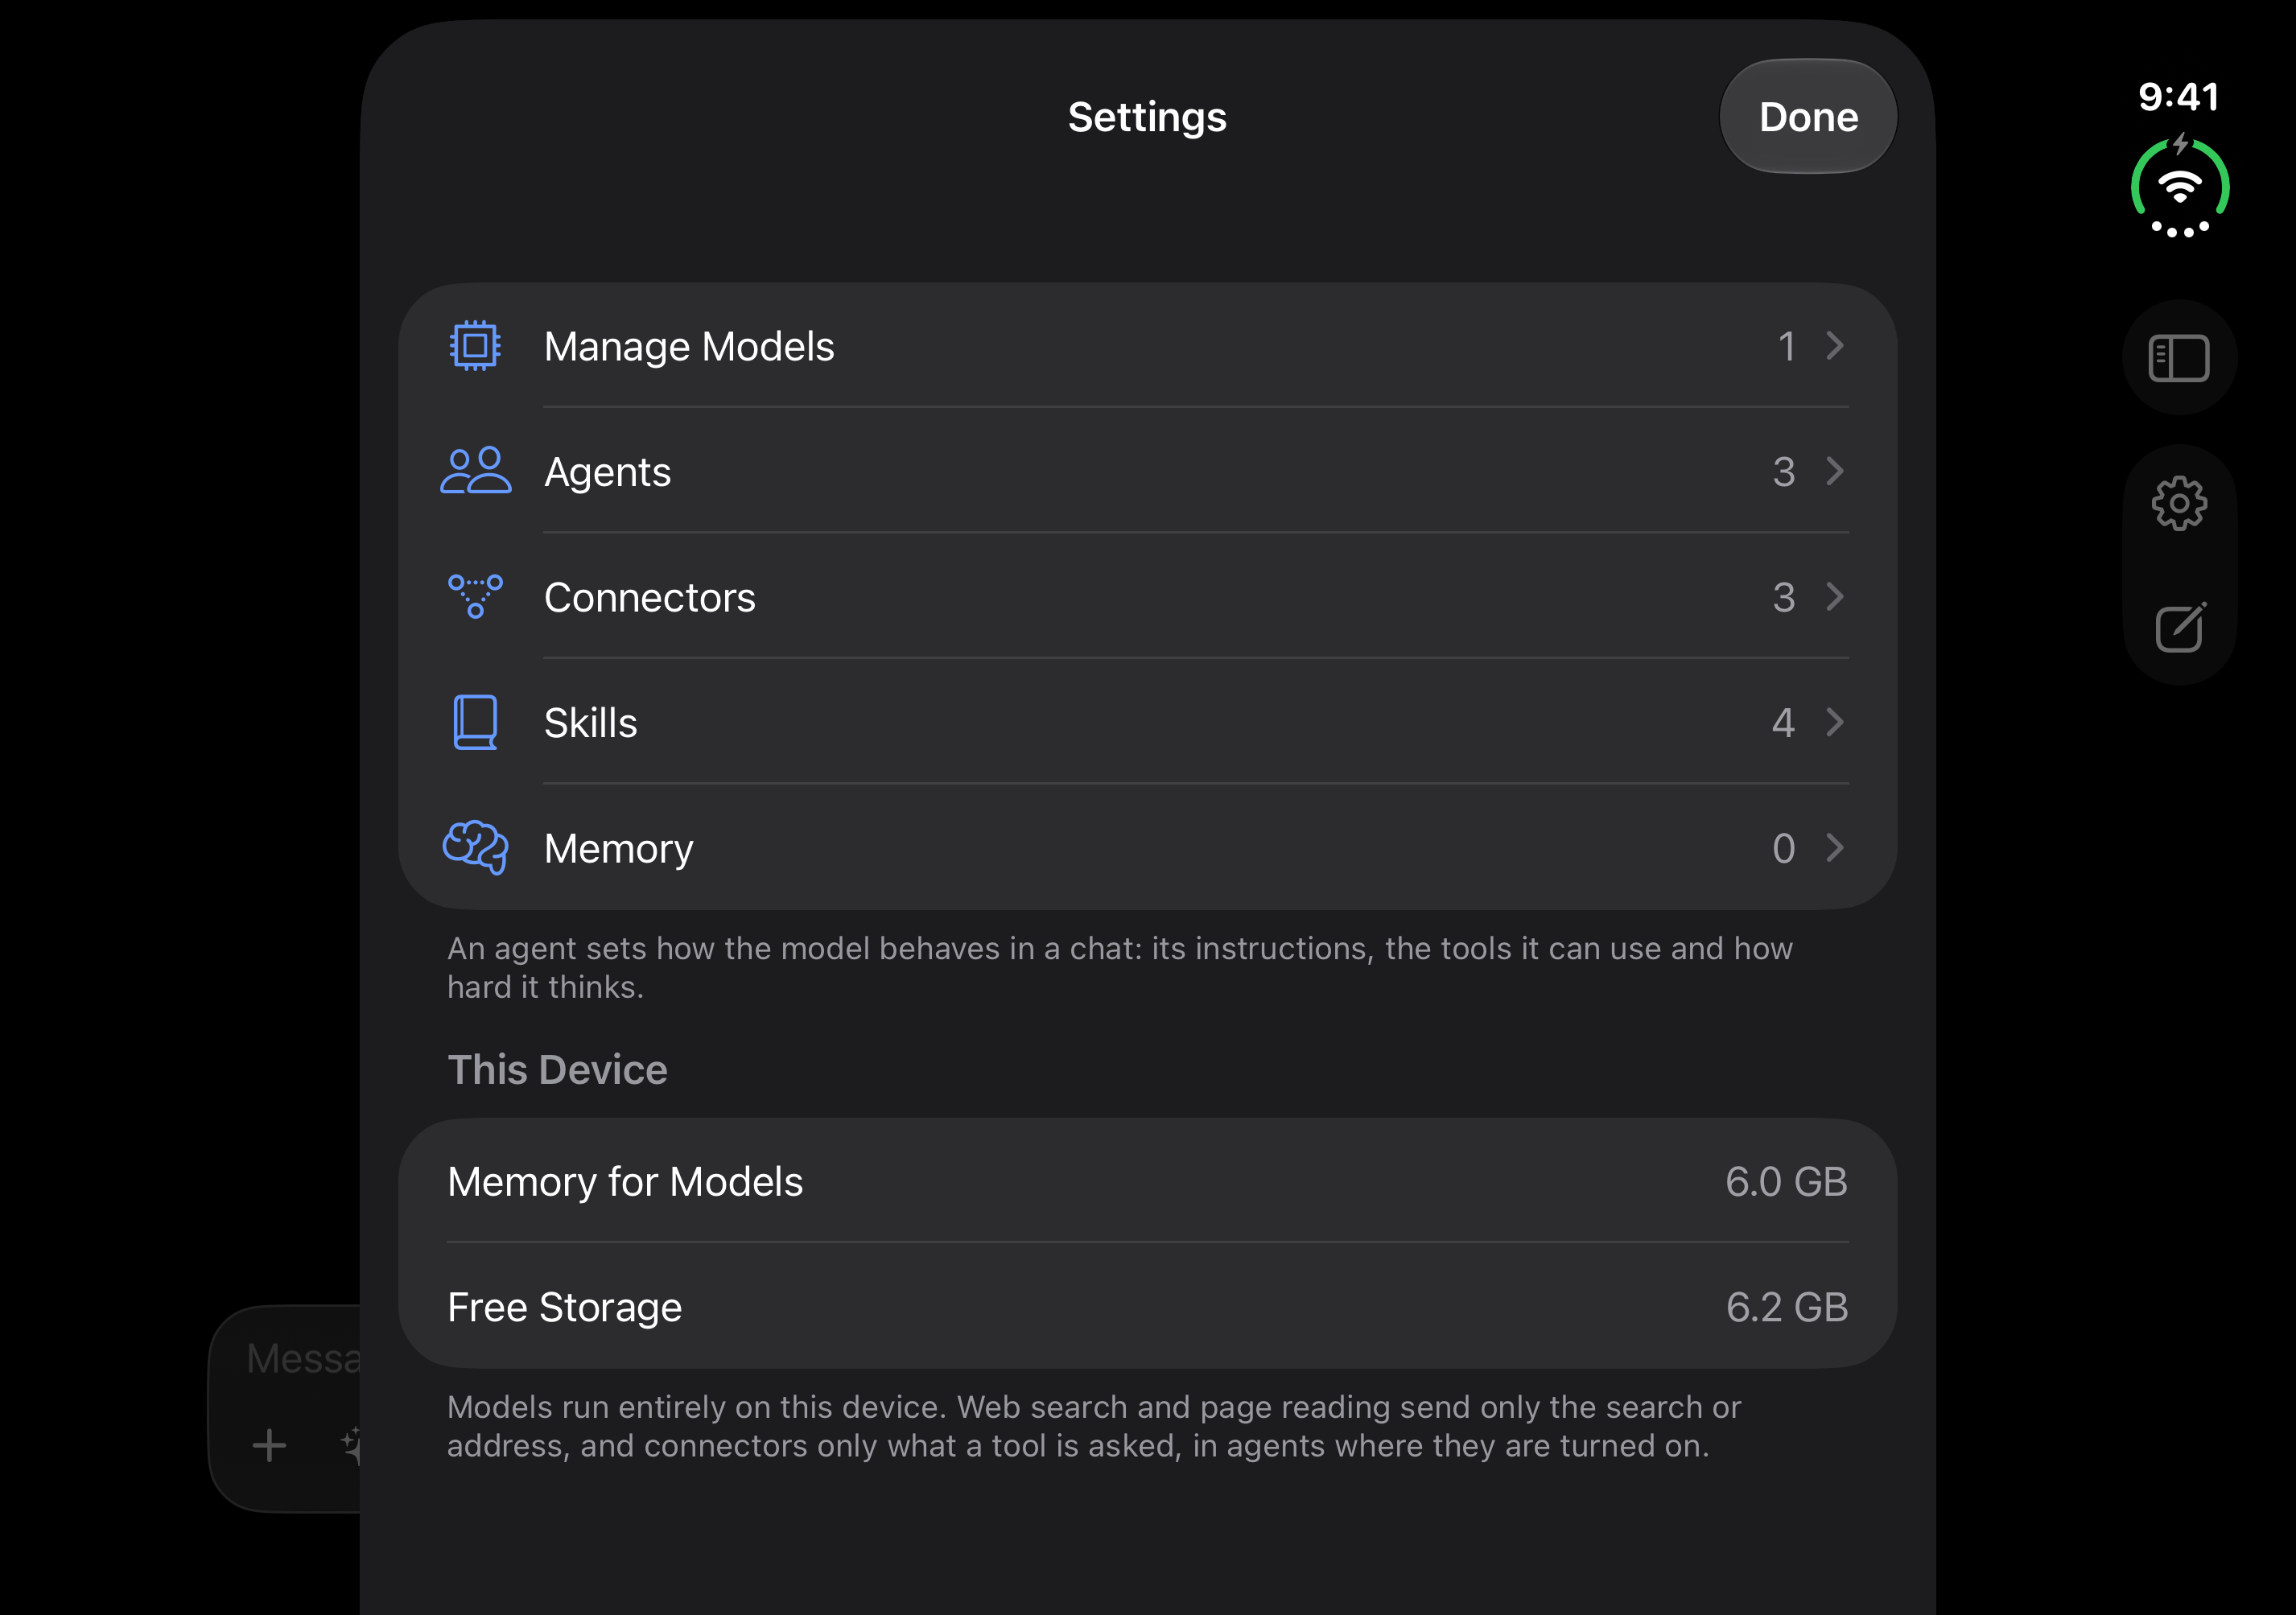 Settings
Done
9:41
Manage Models 1
Agents 3
Connectors 3
Skills 4
Memory 0
An agent sets how the model behaves in a chat: its instructions, the tools it can use and how
hard it thinks.
This Device
Memory for Models 6.0 GB
Free Storage 6.2 GB
Models run entirely on this device. Web search and page reading send only the search or
address, and connectors only what a tool is asked, in agents where they are turned on.